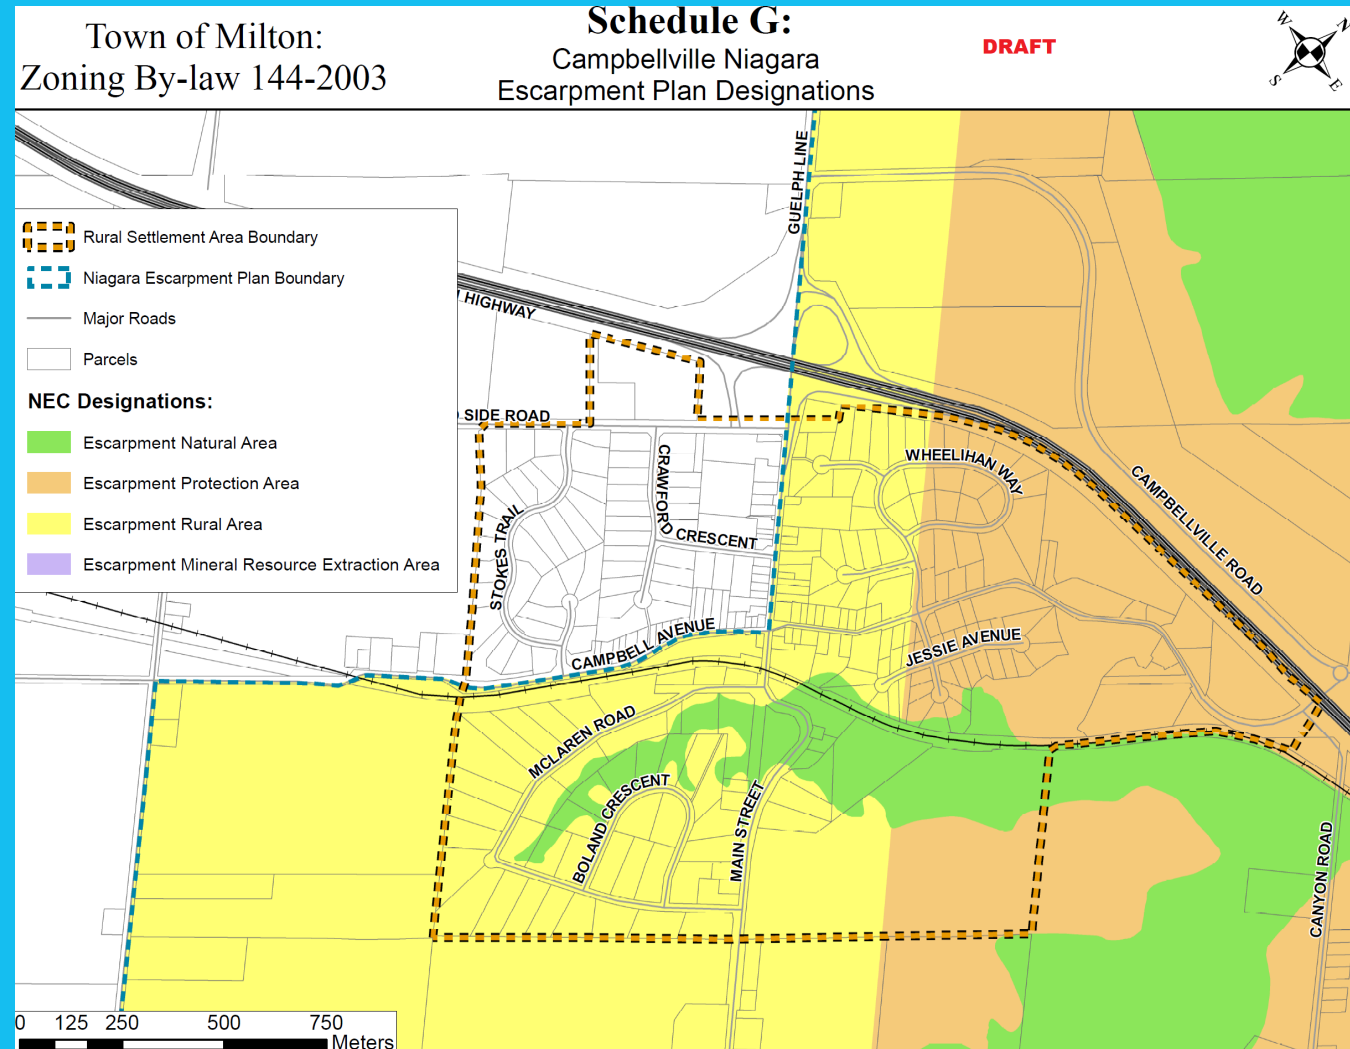 Town of Milton:
Zoning By-law 144-2003
Schedule G:
Campbellville Niagara
Escarpment Plan Designations
DRAFT
W
N
S
E
GUELPH LINE
Rural Settlement Area Boundary
Niagara Escarpment Plan Boundary
Major Roads
Parcels
NEC Designations:
Escarpment Natural Area
Escarpment Protection Area
Escarpment Rural Area
Escarpment Mineral Resource Extraction Area
HIGHWAY
SIDE ROAD
STOKES TRAIL
CRAWFORD CRESCENT
WHEELIHAN WAY
CAMPBELLVILLE ROAD
CAMPBELL AVENUE
JESSIE AVENUE
MCLAREN ROAD
BOLAND CRESCENT
MAIN STREET
CANYON ROAD
0 125 250 500 750
Meters